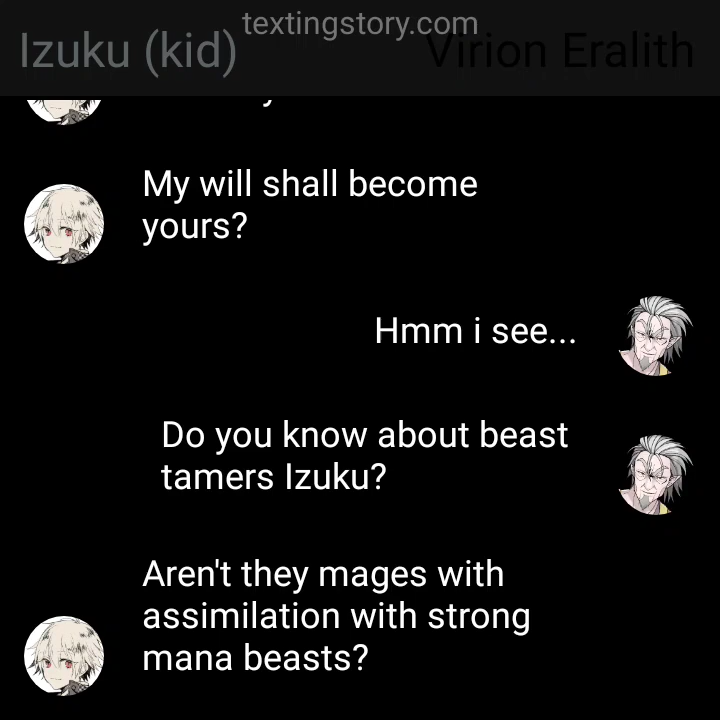 textingstory.com
Izuku (kid)
Virion Eralith
My will shall become
yours?
Hmm i see...
Do you know about beast
tamers Izuku?
Aren't they mages with
assimilation with strong
mana beasts?